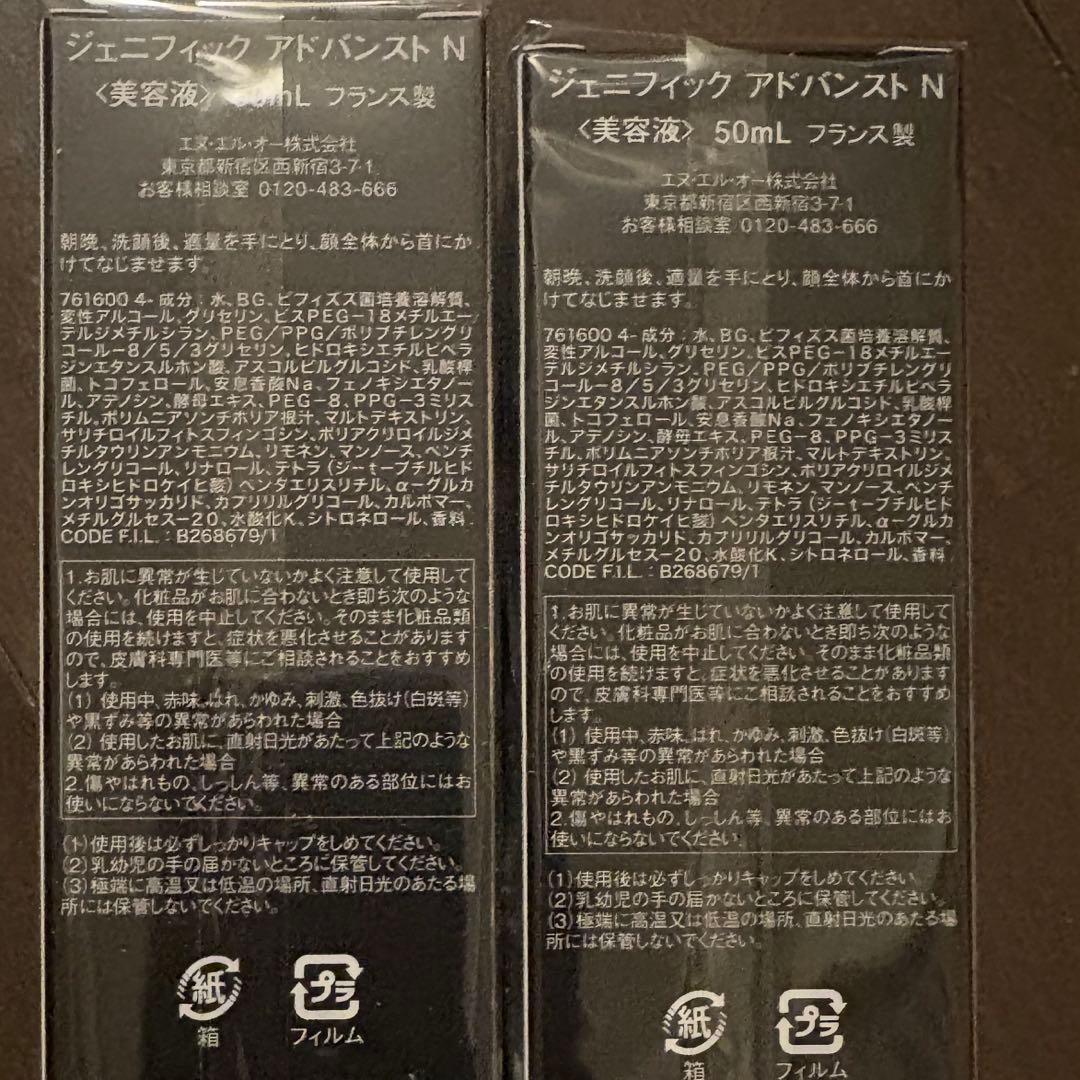 ジェニフィック アドバンスト N
〈美容液〉 50mL フランス製
エヌ・エル・オー株式会社
東京都新宿区西新宿3-7-1
お客様相談室 0120-483-666
朝晩、洗顔後、適量を手にとり、顔全体から首にか
けてなじませます。
761600 4- 成分：水、BG、ビフィズス菌培養溶解質、
変性アルコール、グリセリン、ビスPEG-18メチルエー
テルジメチルシラン、PEG/PPG/ポリブチレングリ
コール-8/5/3グリセリン、ヒドロキシエチルピペラ
ジンエタンスルホン酸、アスコルビルグルコシド、乳酸桿
菌、トコフェロール、安息香酸Na、フェノキシエタノー
ル、アデノシン、酵母エキス、PEG-8、PPG-3ミリス
チル、ポリムニアソンチホリア根汁、マルトデキストリン、
サリチロイルフィトスフィンゴシン、ポリアクリロイルジメ
チルタウリンアンモニウム、リモネン、マンノース、ペンチ
レングリコール、リナロール、テトラ（ジ-t-ブチルヒド
ロキシヒドロケイヒ酸）ペンタエリスリチル、α-グルカ
ンオリゴサッカリド、カプリリルグリコール、カルボマー、
メチルグルセス-20、水酸化K、シトロネロール、香料
CODE F.I.L. : B268679/1
1.お肌に異常が生じていないかよく注意して使用して
ください。化粧品がお肌に合わないとき即ち次のような
場合には、使用を中止してください。そのまま化粧品類
の使用を続けますと、症状を悪化させることがあります
ので、皮膚科専門医等にご相談されることをおすすめ
します。
(1) 使用中、赤味、はれ、かゆみ、刺激、色抜け(白斑等)
や黒ずみ等の異常があらわれた場合
(2) 使用したお肌に、直射日光があたって上記のような
異常があらわれた場合
2.傷やはれもの、しっしん等、異常のある部位にはお
使いにならないでください。
(1)使用後は必ずしっかりキャップをしめてください。
(2)乳幼児の手の届かないところに保管してください。
(3)極端に高温又は低温の場所、直射日光のあたる場
所には保管しないでください。
紙
箱
プラ
フィルム
ジェニフィック アドバンスト N
〈美容液〉 50mL フランス製
エヌ・エル・オー株式会社
東京都新宿区西新宿3-7-1
お客様相談室 0120-483-666
朝晩、洗顔後、適量を手にとり、顔全体から首にか
けてなじませます。
761600 4- 成分：水、BG、ビフィズス菌培養溶解質、
変性アルコール、グリセリン、ビスPEG-18メチルエー
テルジメチルシラン、PEG/PPG/ポリブチレングリ
コール-8/5/3グリセリン、ヒドロキシエチルピペラ
ジンエタンスルホン酸、アスコルビルグルコシド、乳酸桿
菌、トコフェロール、安息香酸Na、フェノキシエタノー
ル、アデノシン、酵母エキス、PEG-8、PPG-3ミリス
チル、ポリムニアソンチホリア根汁、マルトデキストリン、
サリチロイルフィトスフィンゴシン、ポリアクリロイルジメ
チルタウリンアンモニウム、リモネン、マンノース、ペンチ
レングリコール、リナロール、テトラ（ジ-t-ブチルヒド
ロキシヒドロケイヒ酸）ペンタエリスリチル、α-グルカ
ンオリゴサッカリド、カプリリルグリコール、カルボマー、
メチルグルセス-20、水酸化K、シトロネロール、香料
CODE F.I.L. : B268679/1
1.お肌に異常が生じていないかよく注意して使用して
ください。化粧品がお肌に合わないとき即ち次のような
場合には、使用を中止してください。そのまま化粧品類
の使用を続けますと、症状を悪化させることがあります
ので、皮膚科専門医等にご相談されることをおすすめ
します。
(1) 使用中、赤味、はれ、かゆみ、刺激、色抜け(白斑等)
や黒ずみ等の異常があらわれた場合
(2) 使用したお肌に、直射日光があたって上記のような
異常があらわれた場合
2.傷やはれもの、しっしん等、異常のある部位にはお
使いにならないでください。
(1)使用後は必ずしっかりキャップをしめてください。
(2)乳幼児の手の届かないところに保管してください。
(3)極端に高温又は低温の場所、直射日光のあたる場
所には保管しないでください。
紙
箱
プラ
フィルム